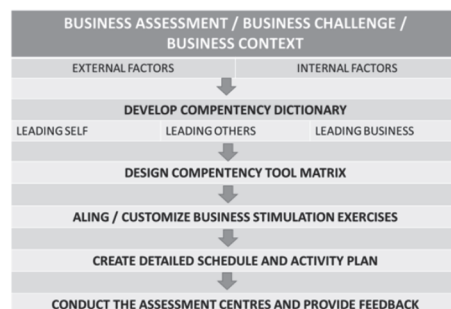 BUSINESS ASSESSMENT / BUSINESS CHALLENGE /
BUSINESS CONTEXT
EXTERNAL FACTORS INTERNAL FACTORS
DEVELOP COMPENTENCY DICTIONARY
LEADING SELF LEADING OTHERS LEADING BUSINESS
DESIGN COMPENTENCY TOOL MATRIX
ALING / CUSTOMIZE BUSINESS STIMULATION EXERCISES
CREATE DETAILED SCHEDULE AND ACTIVITY PLAN
CONDUCT THE ASSESSMENT CENTRES AND PROVIDE FEEDBACK